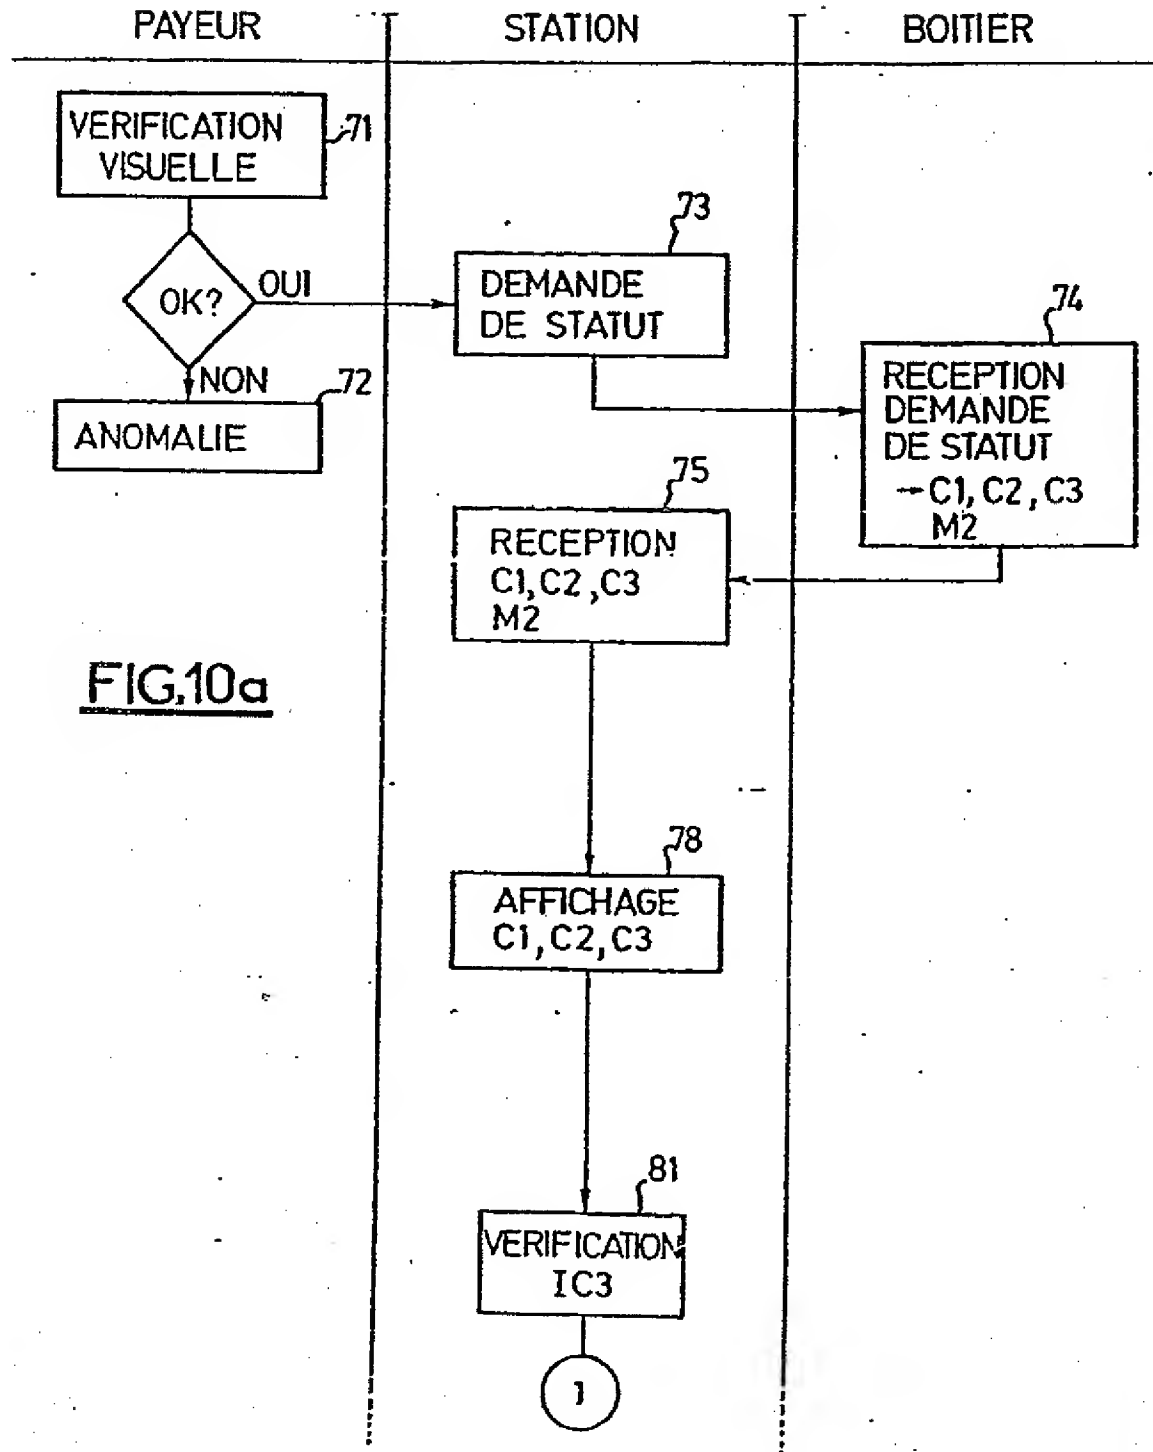 PAYEUR
STATION
BOITIER
VERIFICATION
VISUELLE
71
OK?
OUI
NON
72
ANOMALIE
73
DEMANDE
DE STATUT
74
RECEPTION
DEMANDE
DE STATUT
→ C1, C2, C3
M2
75
RECEPTION
C1, C2, C3
M2
FIG.10a
78
AFFICHAGE
C1, C2, C3
81
VERIFICATION
IC3
1